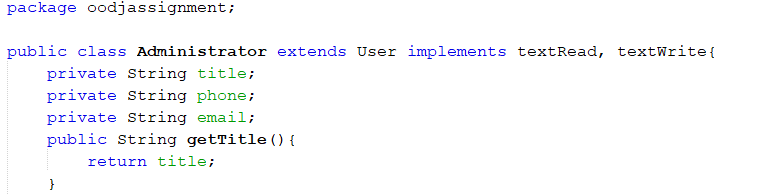 package oodjassignment;
public class Administrator extends User implements textRead, textWrite{
    private String title;
    private String phone;
    private String email;
    public String getTitle(){
        return title;
    }